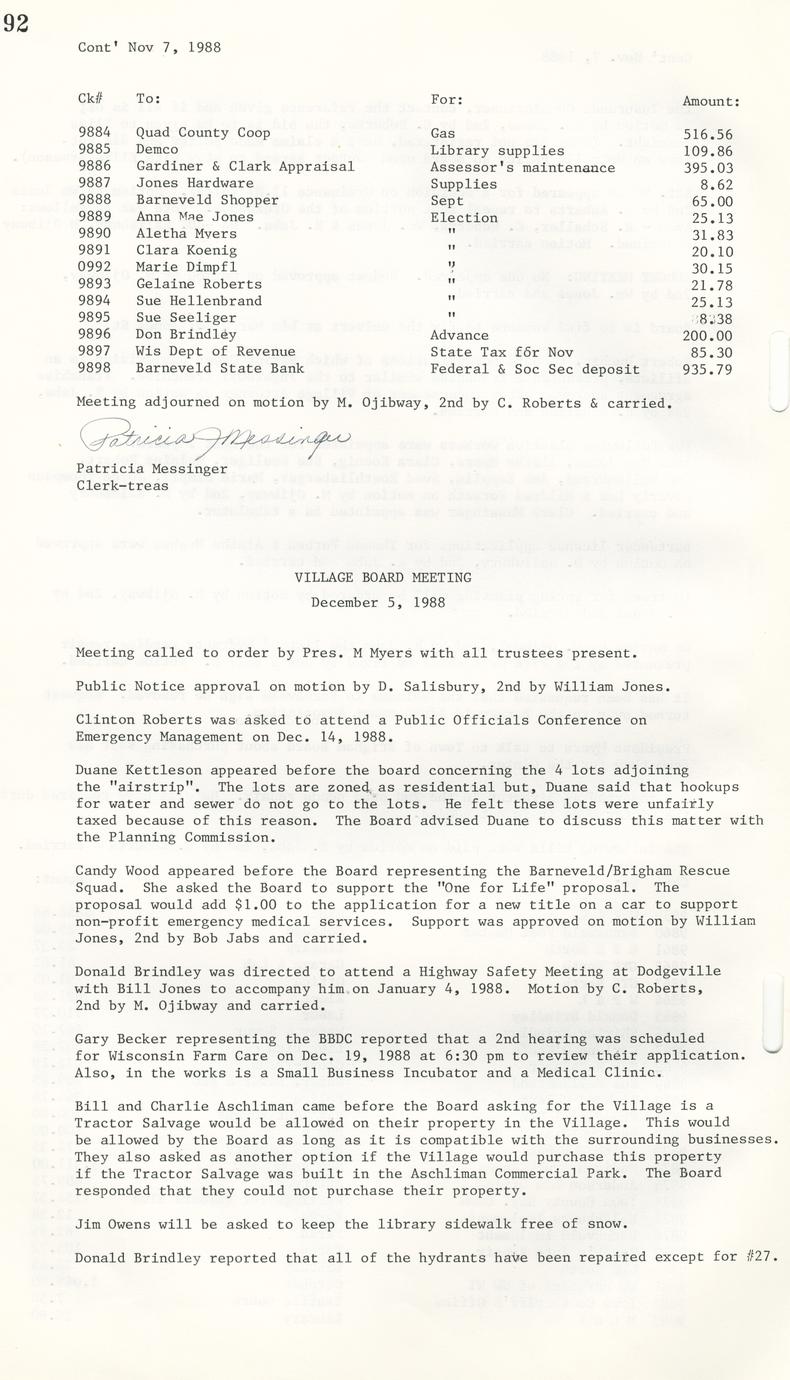 92
Cont' Nov 7, 1988
Ck# To: For: Amount:
9884 Quad County Coop Gas 516.56
9885 Demco Library supplies 109.86
9886 Gardiner & Clark Appraisal Assessor's maintenance 395.03
9887 Jones Hardware Supplies 8.62
9888 Barneveld Shopper Sept 65.00
9889 Anna Mae Jones Election 25.13
9890 Aletha Myers " 31.83
9891 Clara Koenig " 20.10
0992 Marie Dimpfl " 30.15
9893 Gelaine Roberts " 21.78
9894 Sue Hellenbrand " 25.13
9895 Sue Seeliger " 8.38
9896 Don Brindley Advance 200.00
9897 Wis Dept of Revenue State Tax for Nov 85.30
9898 Barneveld State Bank Federal & Soc Sec deposit 935.79
Meeting adjourned on motion by M. Ojibway, 2nd by C. Roberts & carried.
Patricia J Messinger
Patricia Messinger
Clerk-treas
VILLAGE BOARD MEETING
December 5, 1988
Meeting called to order by Pres. M Myers with all trustees present.
Public Notice approval on motion by D. Salisbury, 2nd by William Jones.
Clinton Roberts was asked to attend a Public Officials Conference on
Emergency Management on Dec. 14, 1988.
Duane Kettleson appeared before the board concerning the 4 lots adjoining
the "airstrip". The lots are zoned as residential but, Duane said that hookups
for water and sewer do not go to the lots. He felt these lots were unfairly
taxed because of this reason. The Board advised Duane to discuss this matter with
the Planning Commission.
Candy Wood appeared before the Board representing the Barneveld/Brigham Rescue
Squad. She asked the Board to support the "One for Life" proposal. The
proposal would add $1.00 to the application for a new title on a car to support
non-profit emergency medical services. Support was approved on motion by William
Jones, 2nd by Bob Jabs and carried.
Donald Brindley was directed to attend a Highway Safety Meeting at Dodgeville
with Bill Jones to accompany him on January 4, 1988. Motion by C. Roberts,
2nd by M. Ojibway and carried.
Gary Becker representing the BBDC reported that a 2nd hearing was scheduled
for Wisconsin Farm Care on Dec. 19, 1988 at 6:30 pm to review their application.
Also, in the works is a Small Business Incubator and a Medical Clinic.
Bill and Charlie Aschliman came before the Board asking for the Village is a
Tractor Salvage would be allowed on their property in the Village. This would
be allowed by the Board as long as it is compatible with the surrounding businesses.
They also asked as another option if the Village would purchase this property
if the Tractor Salvage was built in the Aschliman Commercial Park. The Board
responded that they could not purchase their property.
Jim Owens will be asked to keep the library sidewalk free of snow.
Donald Brindley reported that all of the hydrants have been repaired except for #27.